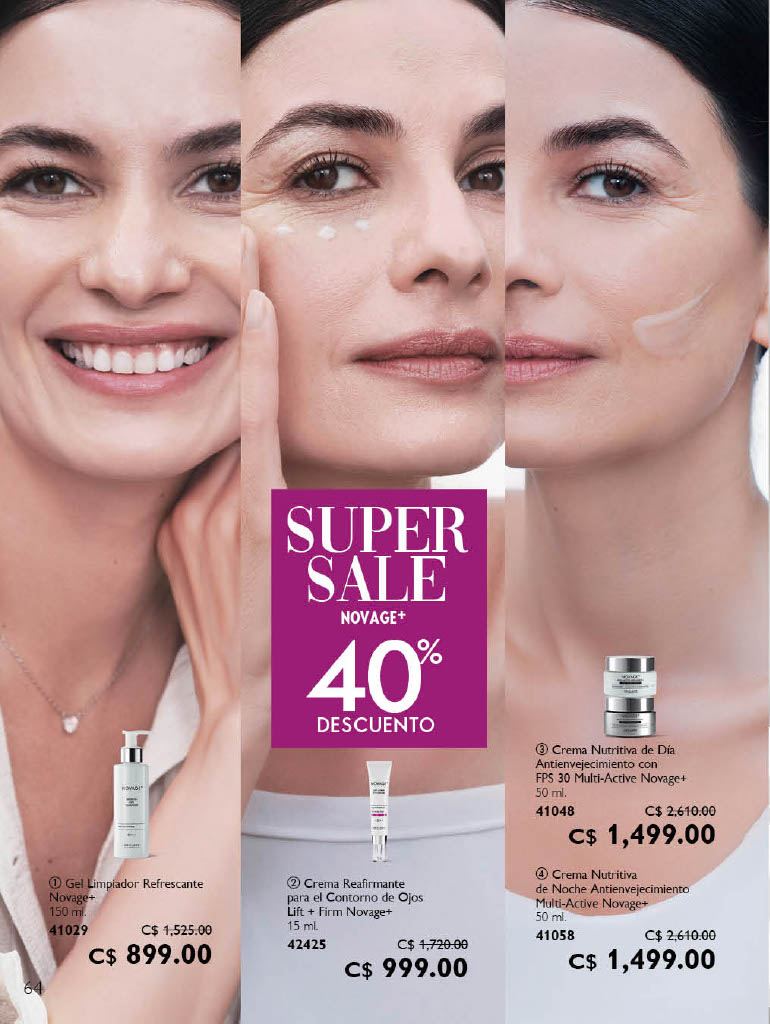 SUPER
SALE
NOVAGE+
40%
DESCUENTO
NOVAGE+
① Gel Limpiador Refrescante
Novage+
150 ml.
41029 C$ 1,525.00
C$ 899.00
② Crema Reafirmante
para el Contorno de Ojos
Lift + Firm Novage+
15 ml.
42425 C$ 1,720.00
C$ 999.00
NOVAGE+
③ Crema Nutritiva de Día
Antienvejecimiento con
FPS 30 Multi-Active Novage+
50 ml.
41048 C$ 2,610.00
C$ 1,499.00
④ Crema Nutritiva
de Noche Antienvejecimiento
Multi-Active Novage+
50 ml.
41058 C$ 2,610.00
C$ 1,499.00
64